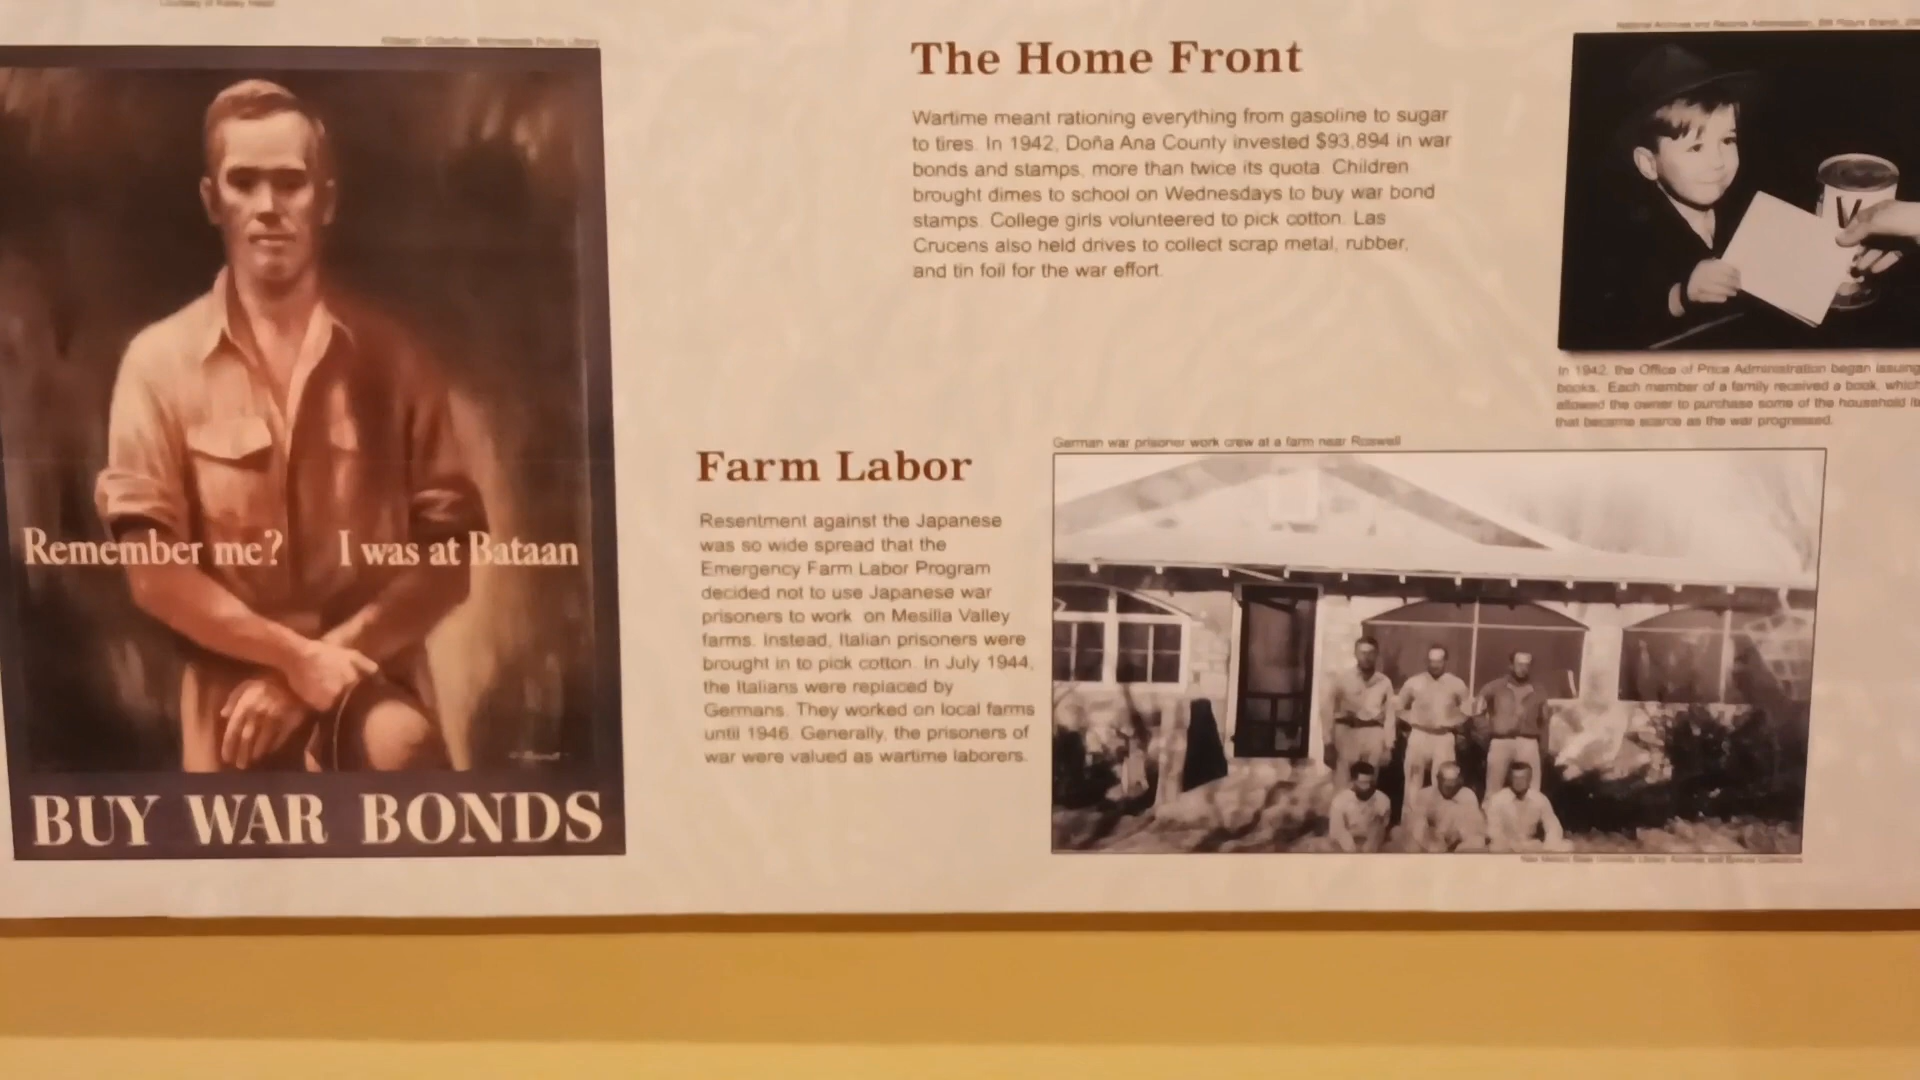 The Home Front
Wartime meant rationing everything from gasoline to sugar
to tires. In 1942, Doña Ana County invested $93,894 in war
bonds and stamps, more than twice its quota. Children
brought dimes to school on Wednesdays to buy war bond
stamps. College girls volunteered to pick cotton. Las
Crucens also held drives to collect scrap metal, rubber,
and tin foil for the war effort.
In 1942, the Office of Price Administration began issuing
books. Each member of a family received a book, which
allowed the owner to purchase some of the household
that became scarce as the war progressed.
Remember me? I was at Bataan
BUY WAR BONDS
Farm Labor
Resentment against the Japanese
was so wide spread that the
Emergency Farm Labor Program
decided not to use Japanese war
prisoners to work on Mesilla Valley
farms. Instead, Italian prisoners were
brought in to pick cotton. In July 1944,
the Italians were replaced by
Germans. They worked on local farms
until 1946. Generally, the prisoners of
war were valued as wartime laborers.
German war prisoner work crew at a farm near Roswell
New Mexico State University Library, Archives and Special Collections
V